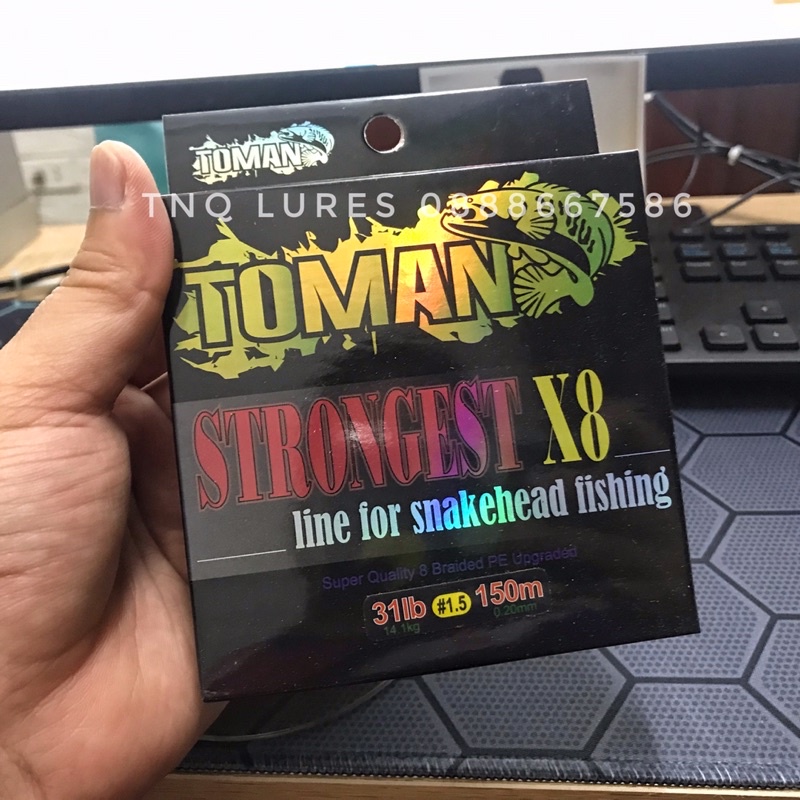 TOMAN
TNQ LURES 0388667586
TOMAN
STRONGEST X8
line for snakehead fishing
Super Quality 8 Braided PE Upgraded
31lb #1.5 150m
14.1kg 0.20mm